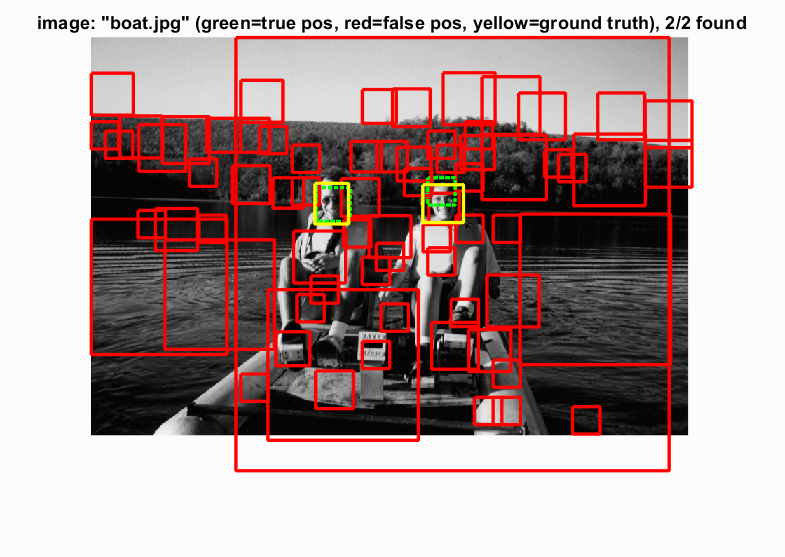 image: "boat.jpg" (green=true pos, red=false pos, yellow=ground truth), 2/2 found